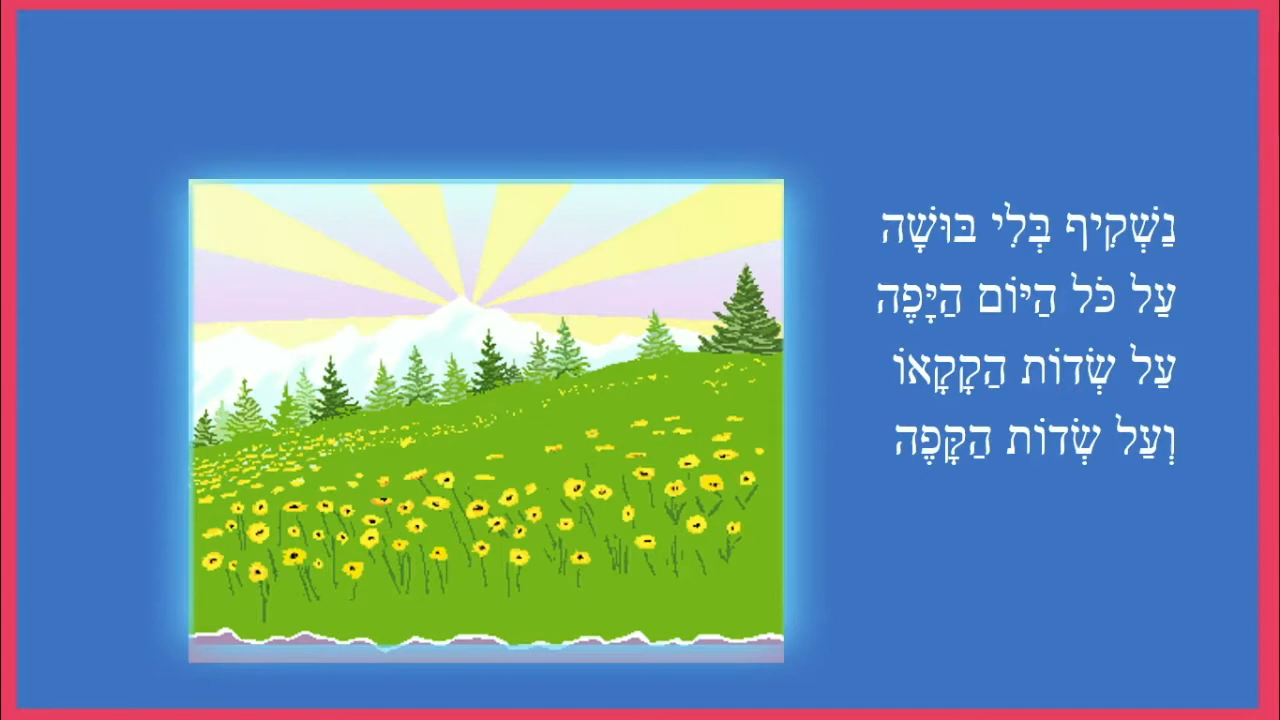 נַשְׁקִיף בְּלִי בּוּשָׁה
עַל כֹּל הַיּוֹם הַיָּפֶה
עַל שְׂדוֹת הַקָקָאוֹ
וְעַל שְׂדוֹת הַקָּפֶה